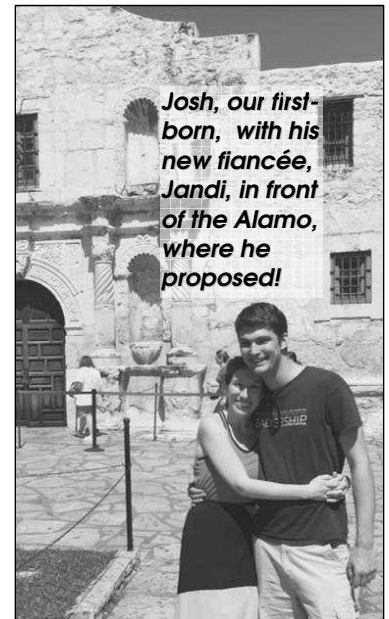 Josh, our first-
born, with his
new fiancée,
Jandi, in front
of the Alamo,
where he
proposed!